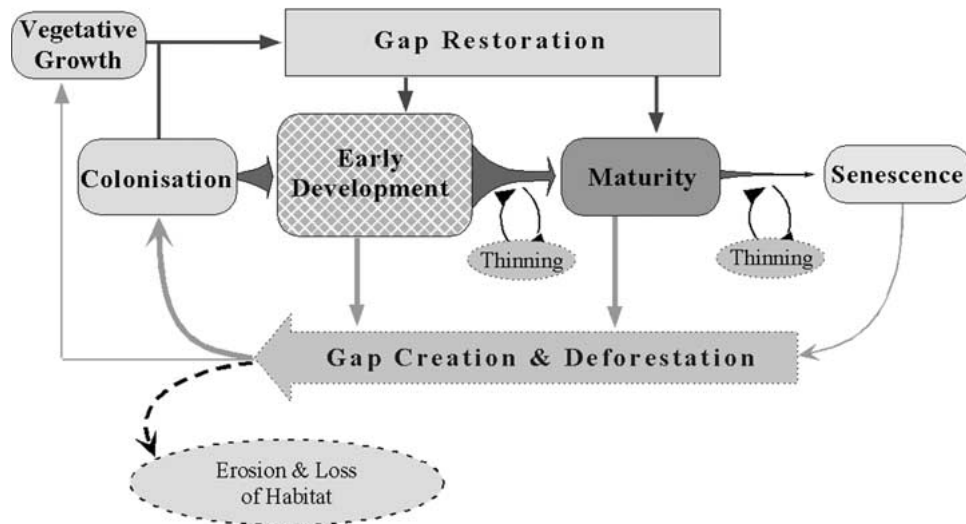 Vegetative
Growth
Gap Restoration
Colonisation
Early
Development
Maturity
Senescence
Thinning
Thinning
Gap Creation & Deforestation
Erosion & Loss
of Habitat